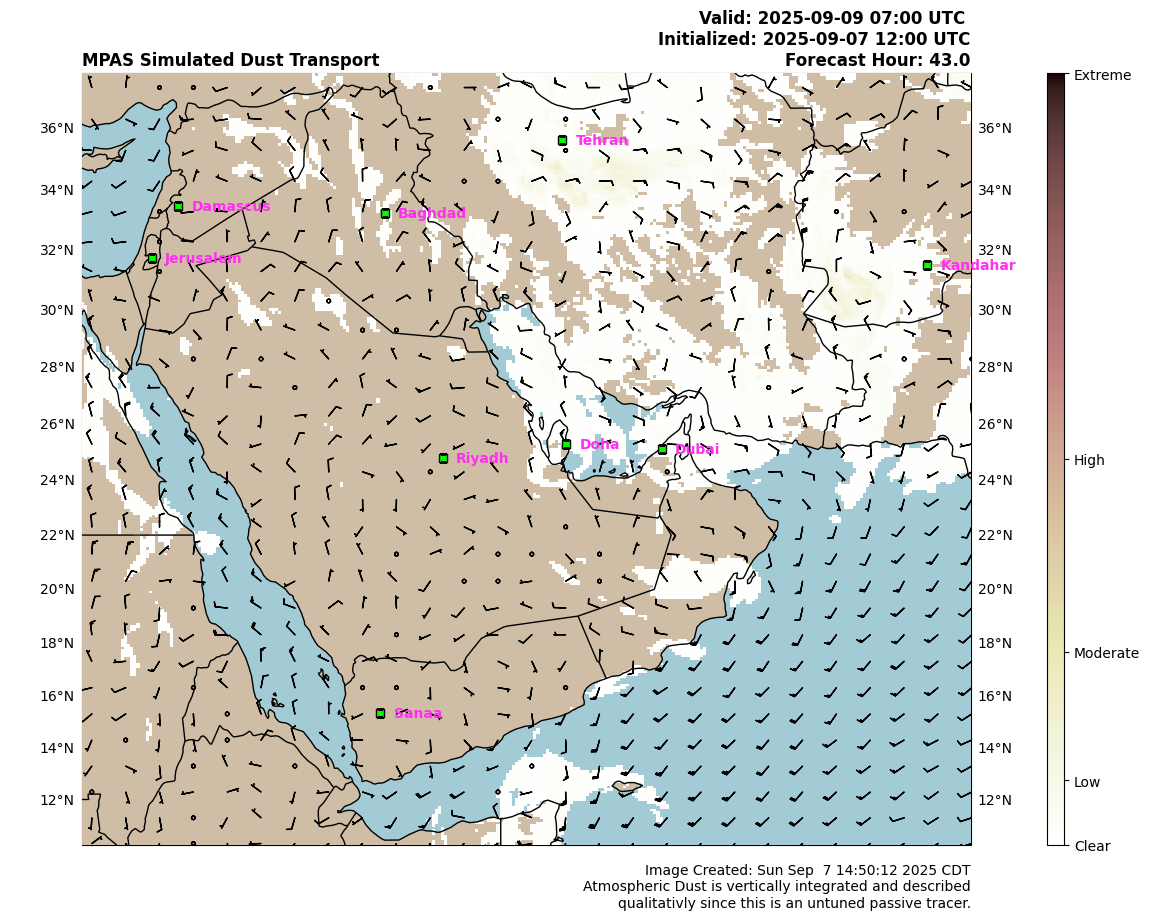 Valid: 2025-09-09 07:00 UTC
Initialized: 2025-09-07 12:00 UTC
MPAS Simulated Dust Transport
Forecast Hour: 43.0
Extreme
High
Moderate
Low
Clear
36°N
34°N
32°N
30°N
28°N
26°N
24°N
22°N
20°N
18°N
16°N
14°N
12°N
36°N
34°N
32°N
30°N
28°N
26°N
24°N
22°N
20°N
18°N
16°N
14°N
12°N
Tehran
Damascus
Baghdad
Jerusalem
Kandahar
Doha
Dubai
Riyadh
Sanaa
Image Created: Sun Sep  7 14:50:12 2025 CDT
Atmospheric Dust is vertically integrated and described
qualitativly since this is an untuned passive tracer.